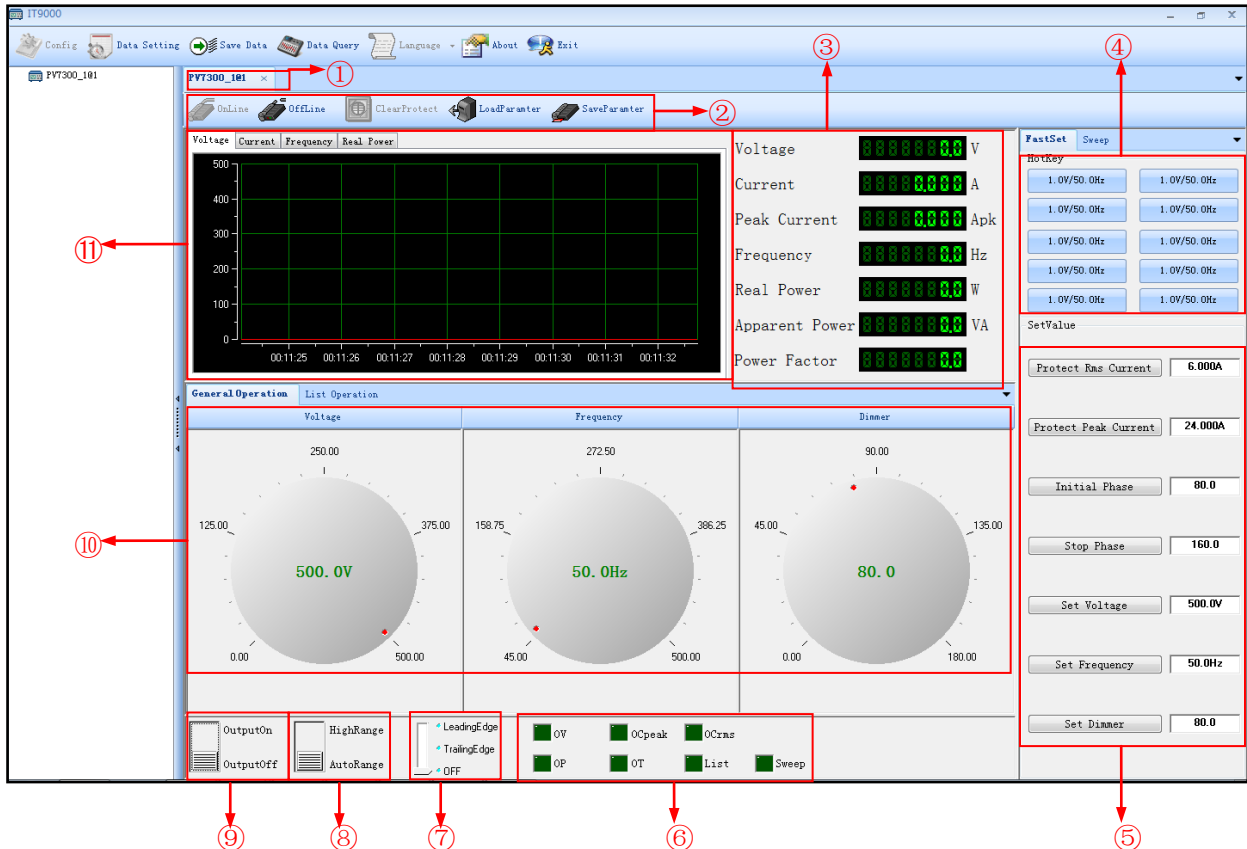 IT9000
Config Data Setting Save Data Data Query Language About Exit
PV7300_101
PV7300_101 ×
①
②
③
④
OnLine OffLine ClearProtect LoadParamter SaveParamter
Voltage Current Frequency Real Power
500
400
300
200
100
0
00:11:25 00:11:26 00:11:27 00:11:28 00:11:29 00:11:30 00:11:31 00:11:32
⑪
Voltage 0.0 V
Current 0.000 A
Peak Current 0.000 Apk
Frequency 0.0 Hz
Real Power 0.0 W
Apparent Power 0.0 VA
Power Factor 0.0
FastSet Sweep
HotKey
1.0V/50.0Hz 1.0V/50.0Hz
1.0V/50.0Hz 1.0V/50.0Hz
1.0V/50.0Hz 1.0V/50.0Hz
1.0V/50.0Hz 1.0V/50.0Hz
1.0V/50.0Hz 1.0V/50.0Hz
SetValue
Protect Rms Current 6.000A
Protect Peak Current 24.000A
Initial Phase 80.0
Stop Phase 160.0
Set Voltage 500.0V
Set Frequency 50.0Hz
Set Dimmer 80.0
GeneralOperation List Operation
Voltage Frequency Dimmer
250.00
125.00 375.00
500.0V
0.00 500.00
272.50
158.75 386.25
50.0Hz
45.00 500.00
90.00
45.00 135.00
80.0
0.00 180.00
⑩
OutputOn
OutputOff
HighRange
AutoRange
LeadingEdge
TrailingEdge
OFF
OV OCpeak OCrms
OP OT List Sweep
⑨
⑧
⑦
⑥
⑤